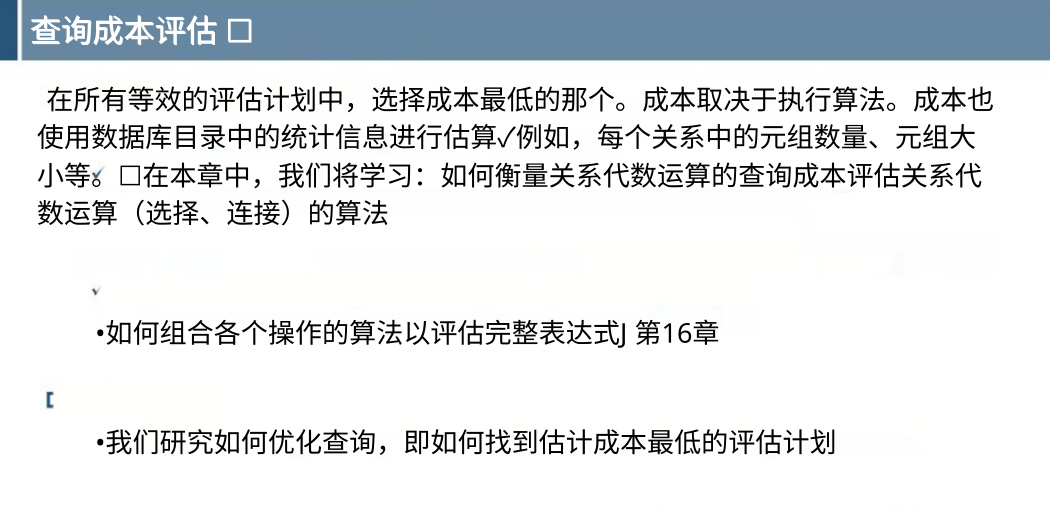 查询成本评估 □
在所有等效的评估计划中，选择成本最低的那个。成本取决于执行算法。成本也
使用数据库目录中的统计信息进行估算✓例如，每个关系中的元组数量、元组大
小等。 □在本章中，我们将学习：如何衡量关系代数运算的查询成本评估关系代
数运算（选择、连接）的算法
•如何组合各个操作的算法以评估完整表达式J 第16章
•我们研究如何优化查询，即如何找到估计成本最低的评估计划